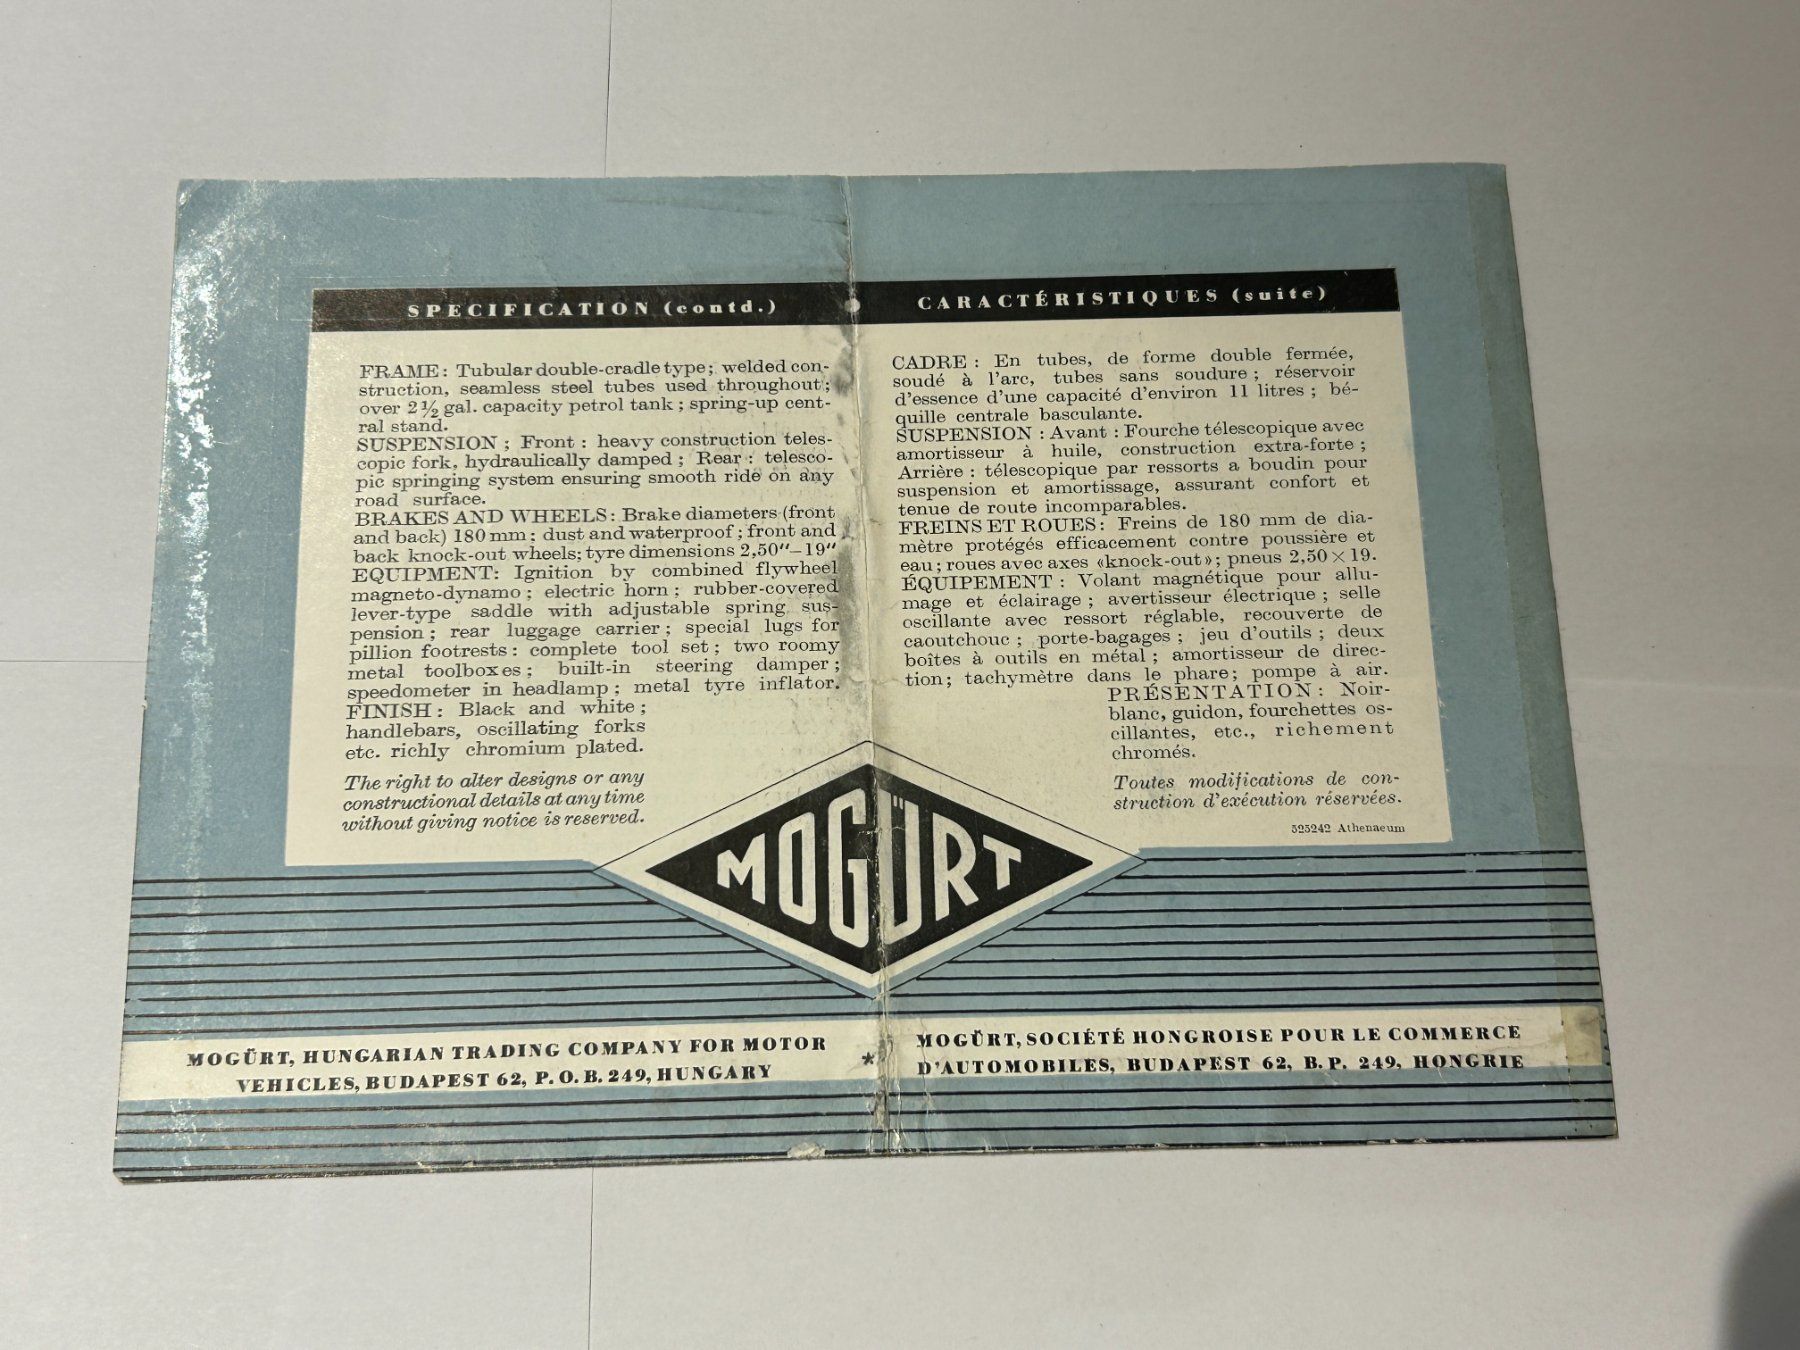 SPECIFICATION (contd.)
FRAME: Tubular double-cradle type; welded con-
struction, seamless steel tubes used throughout;
over 2 ½ gal. capacity petrol tank; spring-up cent-
ral stand.
SUSPENSION; Front: heavy construction teles-
copic fork, hydraulically damped; Rear: telesco-
pic springing system ensuring smooth ride on any
road surface.
BRAKES AND WHEELS: Brake diameters (front
and back) 180 mm; dust and waterproof; front and
back knock-out wheels; tyre dimensions 2,50"–19"
EQUIPMENT: Ignition by combined flywheel
magneto-dynamo; electric horn; rubber-covered
lever-type saddle with adjustable spring sus-
pension; rear luggage carrier; special lugs for
pillion footrests: complete tool set; two roomy
metal toolboxes; built-in steering damper;
speedometer in headlamp; metal tyre inflator.
FINISH: Black and white;
handlebars, oscillating forks
etc. richly chromium plated.
The right to alter designs or any
constructional details at any time
without giving notice is reserved.
CARACTÉRISTIQUES (suite)
CADRE: En tubes, de forme double fermée,
soudé à l'arc, tubes sans soudure; réservoir
d'essence d'une capacité d'environ 11 litres; bé-
quille centrale basculante.
SUSPENSION: Avant: Fourche télescopique avec
amortisseur à huile, construction extra-forte;
Arrière: télescopique par ressorts a boudin pour
suspension et amortissage, assurant confort et
tenue de route incomparables.
FREINS ET ROUES: Freins de 180 mm de dia-
mètre protégés efficacement contre poussière et
eau; roues avec axes «knock-out»; pneus 2,50 × 19.
ÉQUIPEMENT: Volant magnétique pour allu-
mage et éclairage; avertisseur électrique; selle
oscillante avec ressort réglable, recouverte de
caoutchouc; porte-bagages; jeu d'outils; deux
boîtes à outils en métal; amortisseur de direc-
tion; tachymètre dans le phare; pompe à air.
PRÉSENTATION: Noir-
blanc, guidon, fourchettes os-
cillantes, etc., richement
chromés.
Toutes modifications de con-
struction d'exécution réservées.
525242 Athenaeum
MOGÜRT
MOGÜRT, HUNGARIAN TRADING COMPANY FOR MOTOR
VEHICLES, BUDAPEST 62, P.O.B. 249, HUNGARY
*
MOGÜRT, SOCIÉTÉ HONGROISE POUR LE COMMERCE
D'AUTOMOBILES, BUDAPEST 62, B.P. 249, HONGRIE